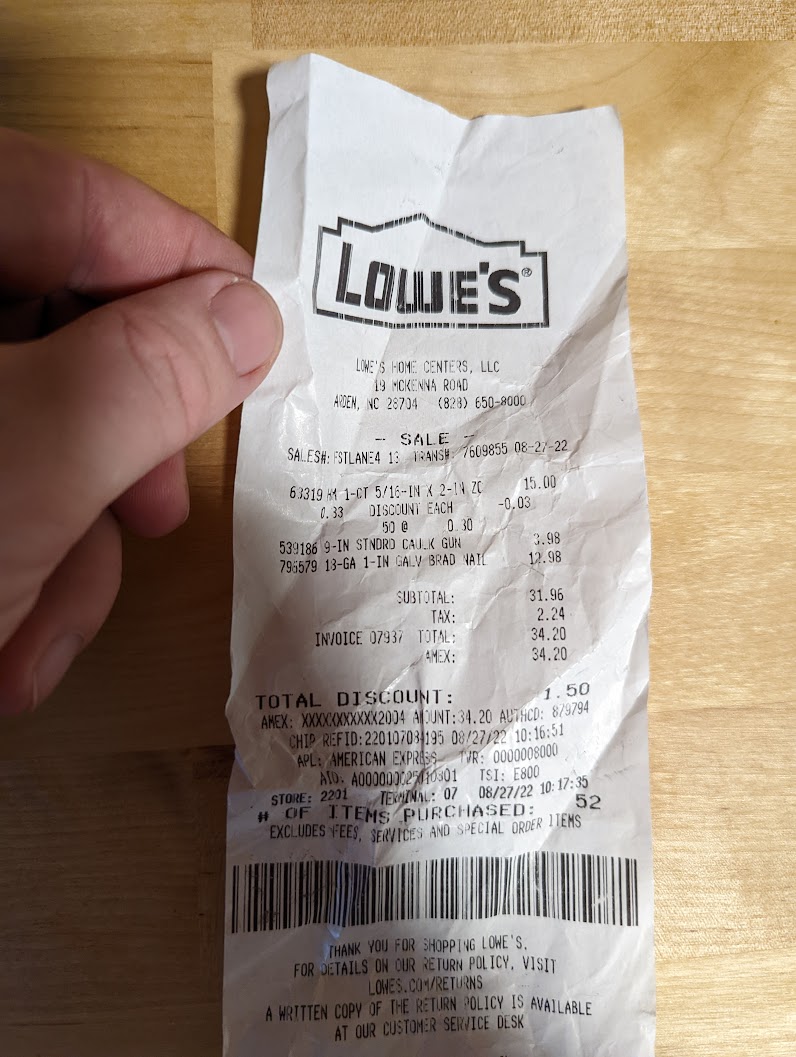 LOWE'S®
LOWE'S HOME CENTERS, LLC
19 MCKENNA ROAD
ARDEN, NC 28704 (828) 650-8000
- SALE -
SALES#: FSTLANE4 13 TRANS#: 7609855 08-27-22
63319 HM 1-CT 5/16-IN X 2-IN ZC 15.00
0.33 DISCOUNT EACH -0.03
50 @ 0.30
539186 9-IN STNDRD CAULK GUN 3.98
796579 18-GA 1-IN GALV BRAD NAIL 12.98
SUBTOTAL: 31.96
TAX: 2.24
INVOICE 07937 TOTAL: 34.20
AMEX: 34.20
TOTAL DISCOUNT: 1.50
AMEX: XXXXXXXXXXX2004 AMOUNT:34.20 AUTHCD: 879794
CHIP REFID:220107084195 08/27/22 10:16:51
APL: AMERICAN EXPRESS TVR: 0000008000
AID: A000000025010801 TSI: E800
STORE: 2201 TERMINAL: 07 08/27/22 10:17:35
# OF ITEMS PURCHASED: 52
EXCLUDES FEES, SERVICES AND SPECIAL ORDER ITEMS
THANK YOU FOR SHOPPING LOWE'S.
FOR DETAILS ON OUR RETURN POLICY, VISIT
LOWES.COM/RETURNS
A WRITTEN COPY OF THE RETURN POLICY IS AVAILABLE
AT OUR CUSTOMER SERVICE DESK